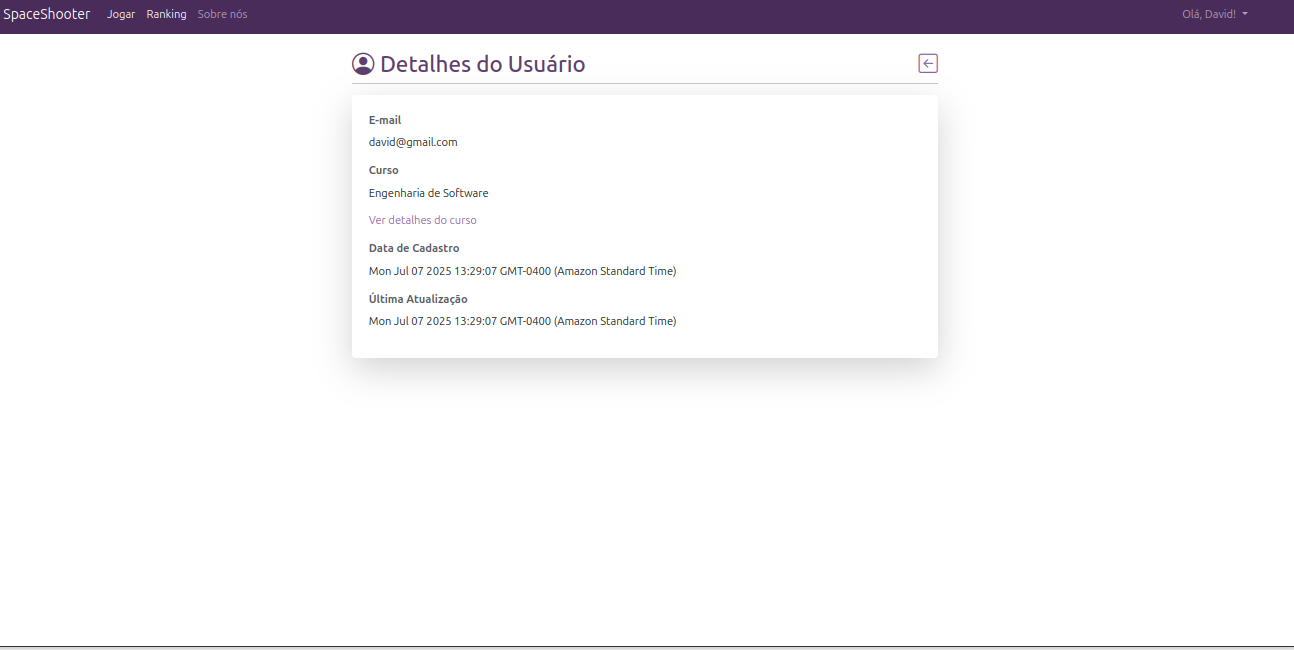 SpaceShooter Jogar Ranking Sobre nós Olá, David!
Detalhes do Usuário
E-mail
david@gmail.com
Curso
Engenharia de Software
Ver detalhes do curso
Data de Cadastro
Mon Jul 07 2025 13:29:07 GMT-0400 (Amazon Standard Time)
Última Atualização
Mon Jul 07 2025 13:29:07 GMT-0400 (Amazon Standard Time)